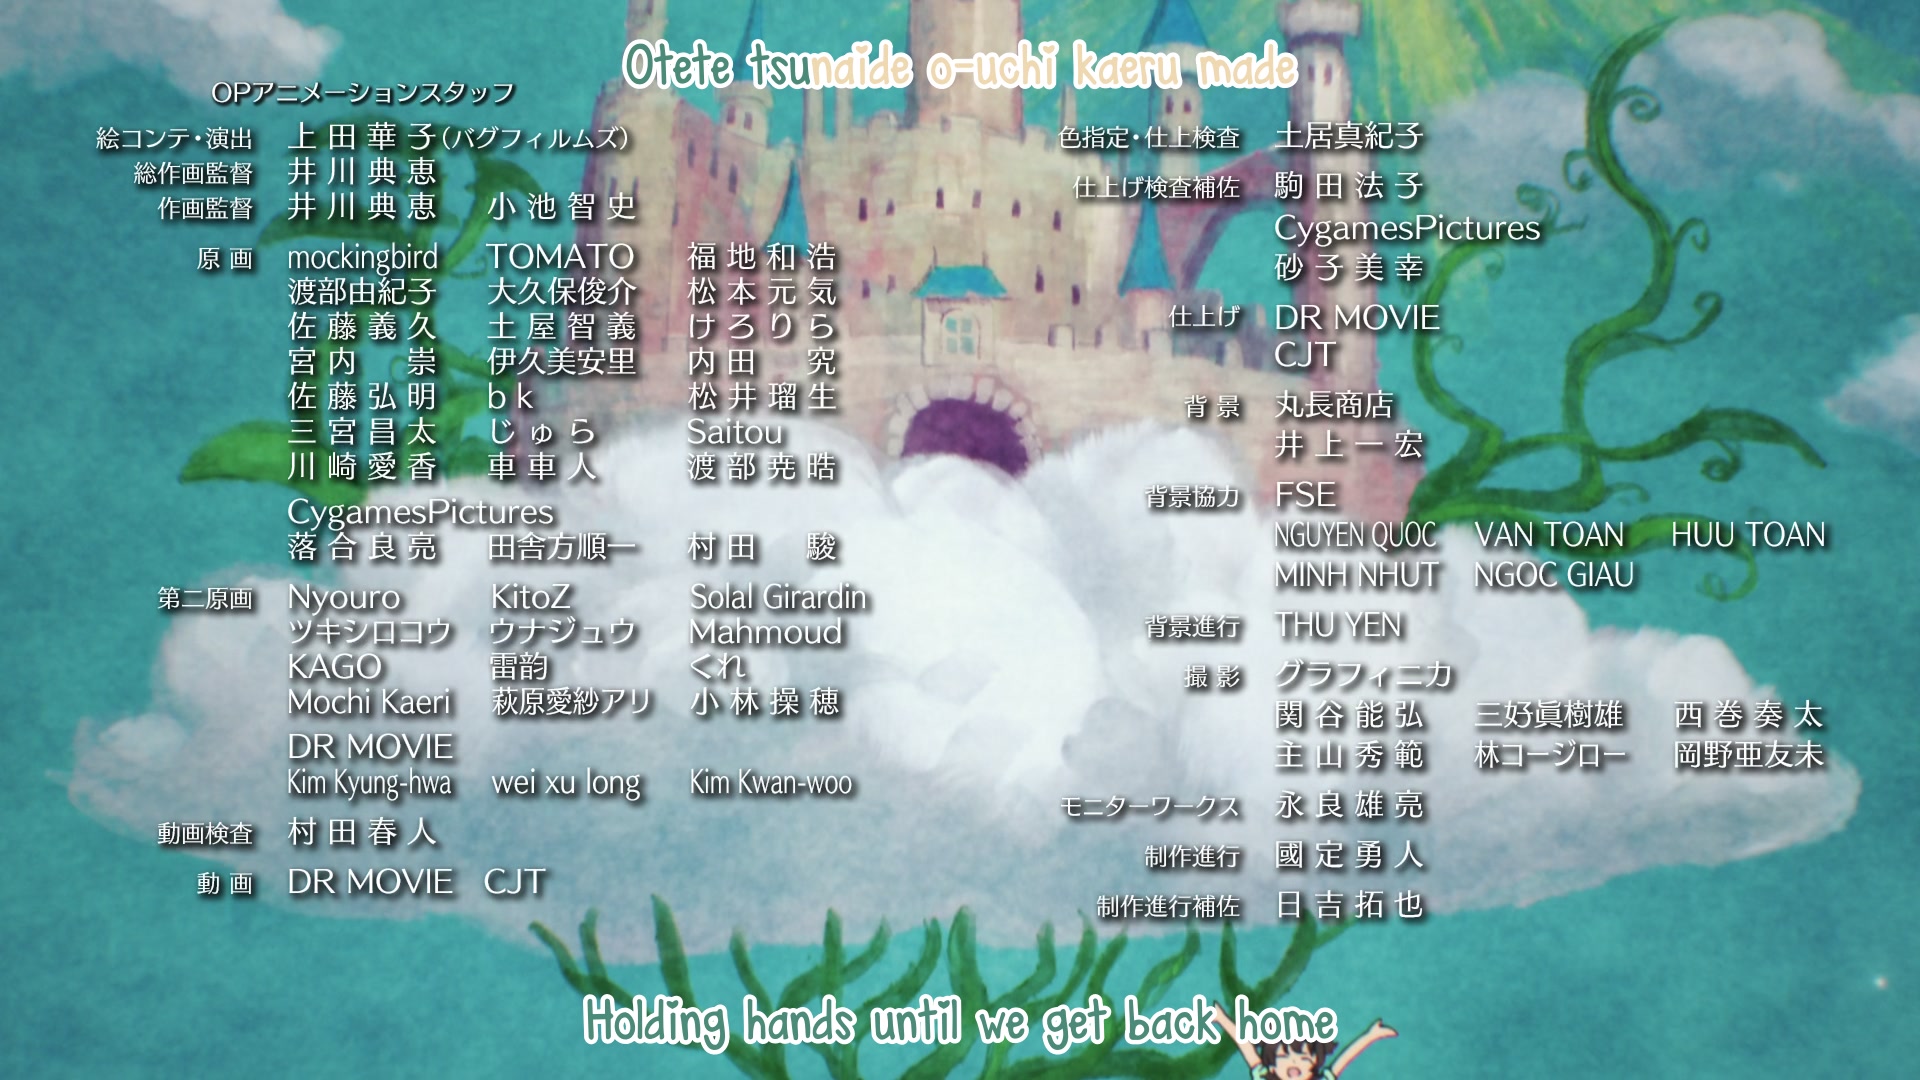 Otete tsunaide o-uchi kaeru made
OPアニメーションスタッフ
絵コンテ・演出 上田華子(バグフィルムズ)
総作画監督 井川典恵
作画監督 井川典恵 小池智史
原画 mockingbird TOMATO 福地和浩
渡部由紀子 大久保俊介 松本元気
佐藤義久 土屋智義 けろりら
宮内崇 伊久美安里 内田究
佐藤弘明 bk 松井瑠生
三宮昌太 じゅら Saitou
川崎愛香 車車人 渡部尭晧
CygamesPictures
落合良亮 田舎方順一 村田駿
第二原画 Nyouro KitoZ Solal Girardin
ツキシロコウ ウナジュウ Mahmoud
KAGO 雷韵 くれ
Mochi Kaeri 萩原愛紗アリ 小林操穂
DR MOVIE
Kim Kyung-hwa wei xu long Kim Kwan-woo
動画検査 村田春人
動画 DR MOVIE CJT
色指定・仕上検査 土居真紀子
仕上げ検査補佐 駒田法子
CygamesPictures
砂子美幸
仕上げ DR MOVIE
CJT
背景 丸長商店
井上一宏
背景協力 FSE
NGUYEN QUOC VAN TOAN HUU TOAN
MINH NHUT NGOC GIAU
背景進行 THU YEN
撮影 グラフィニカ
関谷能弘 三好眞樹雄 西巻奏太
主山秀範 林コージロー 岡野亜友未
モニターワークス 永良雄亮
制作進行 國定勇人
制作進行補佐 日吉拓也
Holding hands until we get back home